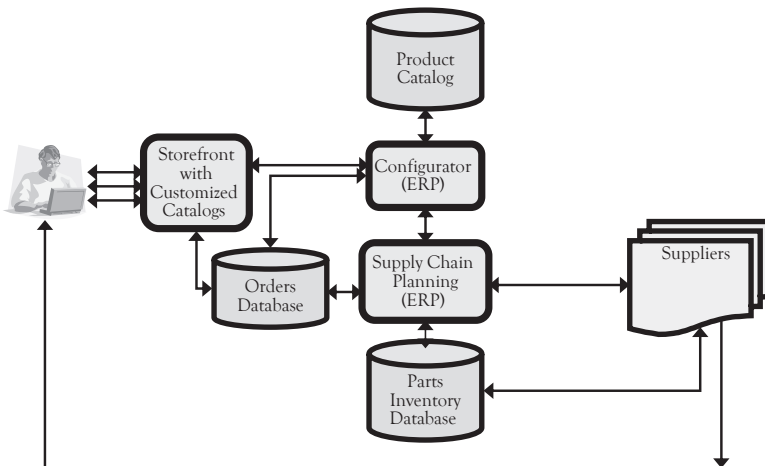 Product
Catalog
Storefront
with
Customized
Catalogs
Configurator
(ERP)
Supply Chain
Planning
(ERP)
Suppliers
Orders
Database
Parts
Inventory
Database